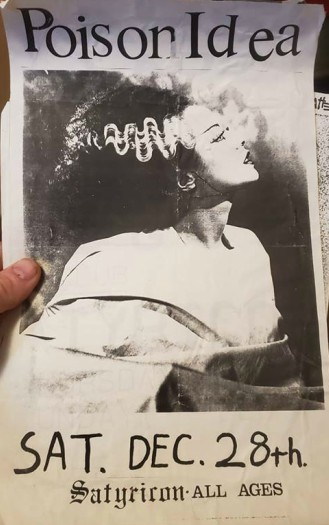 Poison Idea
SAT. DEC. 28th.
Satyricon·ALL AGES